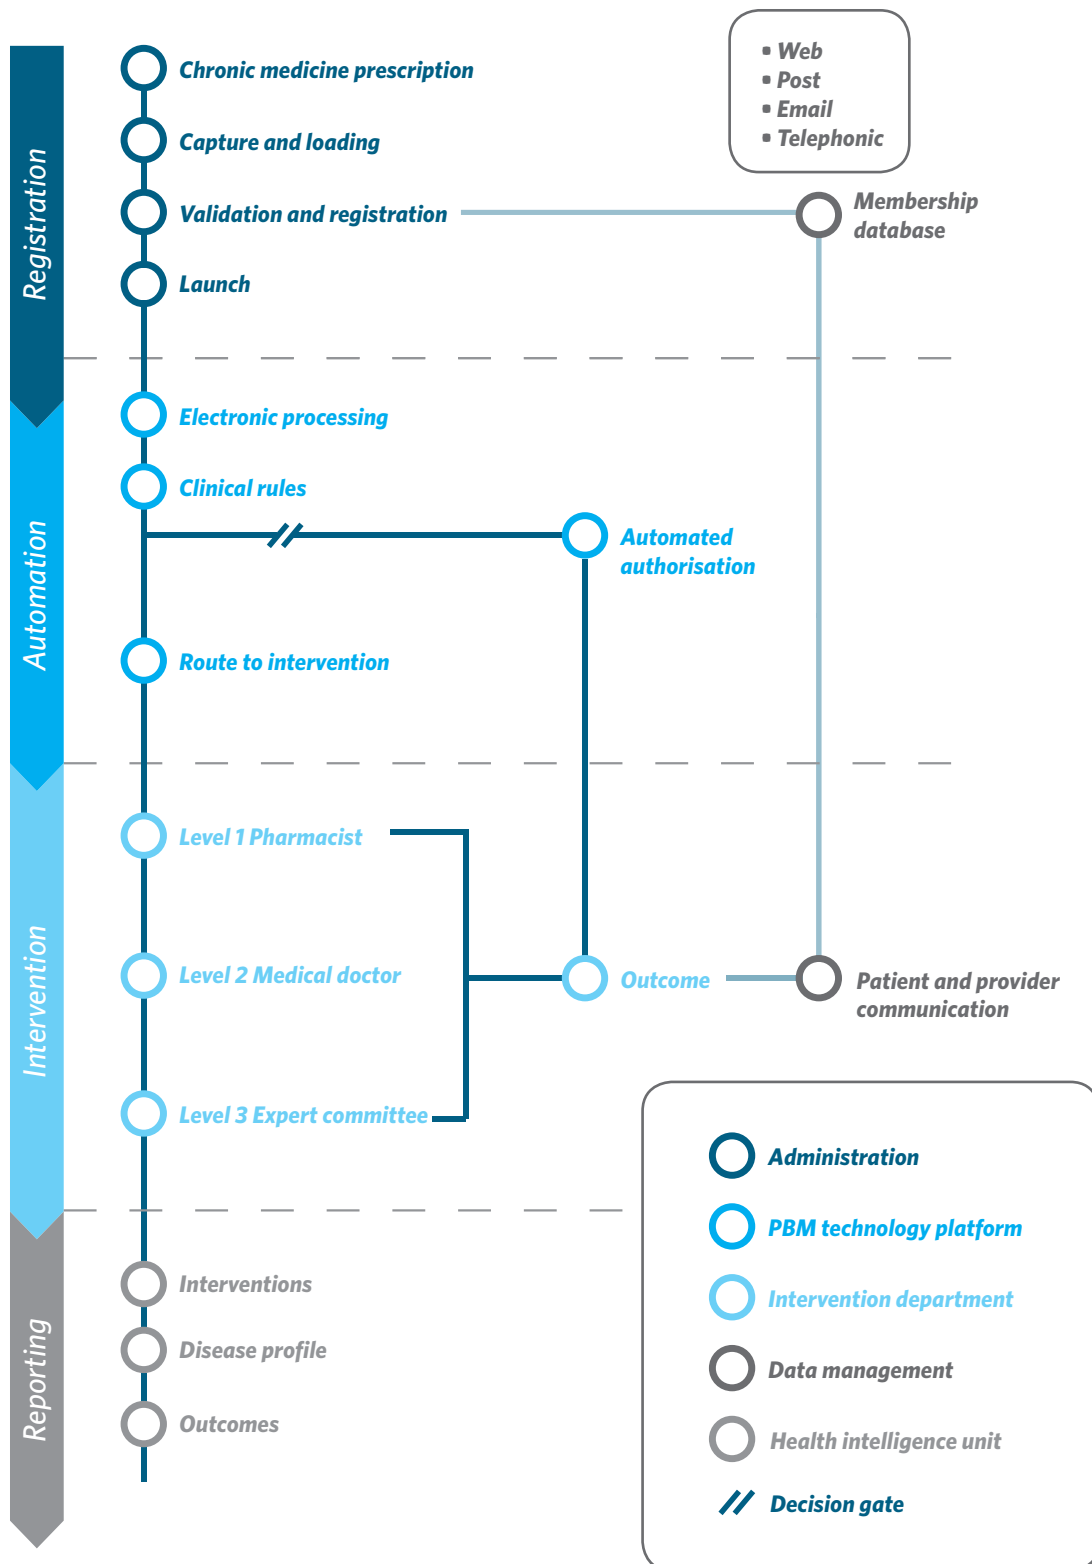 Registration
Chronic medicine prescription
Capture and loading
Validation and registration
Launch
▪ Web
▪ Post
▪ Email
▪ Telephonic
Membership
database
Automation
Electronic processing
Clinical rules
Automated
authorisation
Route to intervention
Intervention
Level 1 Pharmacist
Level 2 Medical doctor
Level 3 Expert committee
Outcome
Patient and provider
communication
Reporting
Interventions
Disease profile
Outcomes
Administration
PBM technology platform
Intervention department
Data management
Health intelligence unit
Decision gate